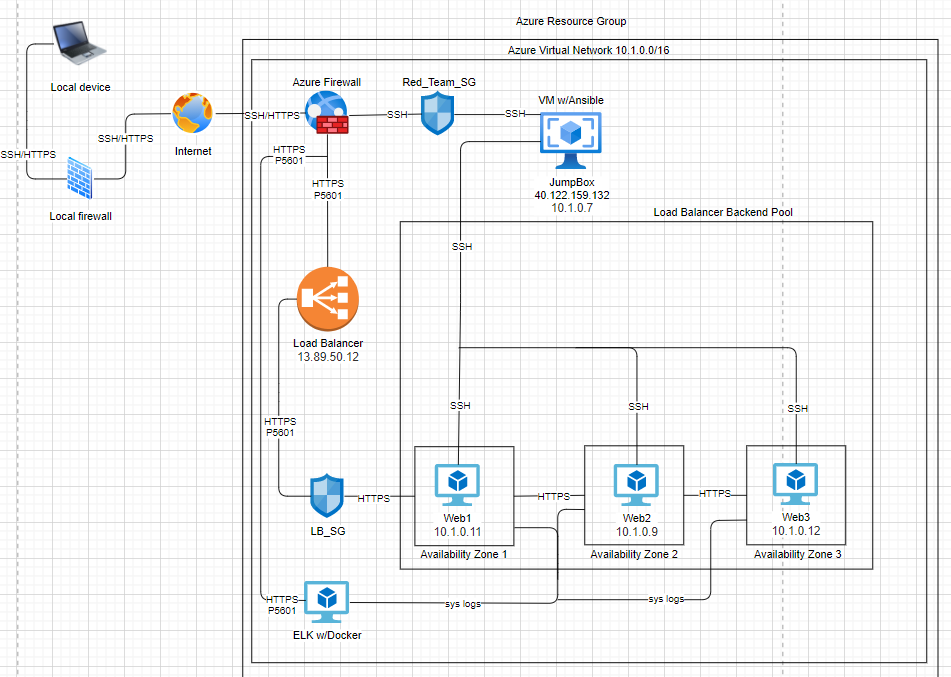 Azure Resource Group
Azure Virtual Network 10.1.0.0/16
Local device
Azure Firewall
Red_Team_SG
VM w/Ansible
SSH/HTTPS
SSH
SSH
SSH/HTTPS
SSH/HTTPS
Internet
HTTPS
P5601
HTTPS
P5601
JumpBox
40.122.159.132
10.1.0.7
Local firewall
Load Balancer Backend Pool
SSH
Load Balancer
13.89.50.12
SSH
SSH
SSH
HTTPS
P5601
HTTPS
HTTPS
HTTPS
Web1
10.1.0.11
Web2
10.1.0.9
Web3
10.1.0.12
LB_SG
Availability Zone 1
Availability Zone 2
Availability Zone 3
HTTPS
P5601
sys logs
sys logs
ELK w/Docker